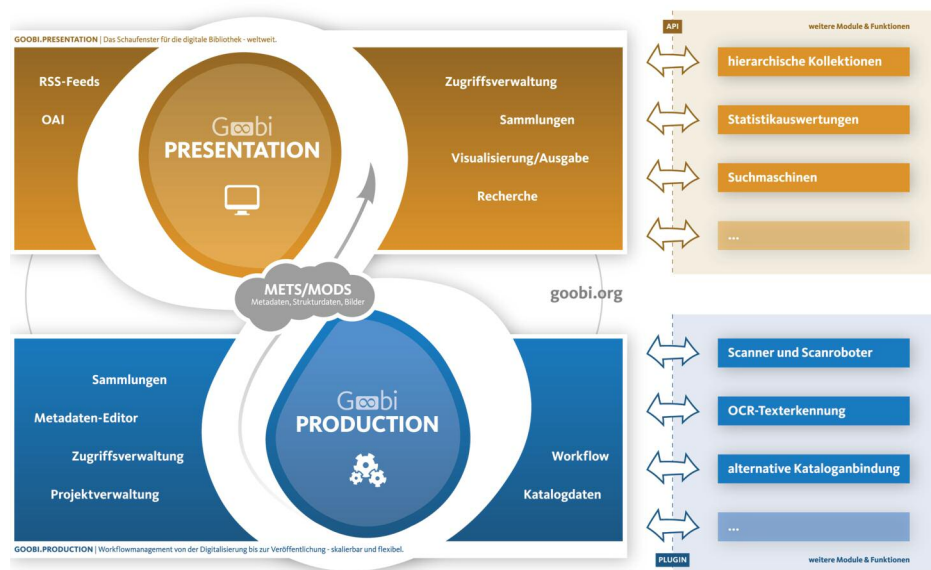 GOOBI.PRESENTATION | Das Schaufenster für die digitale Bibliothek - weltweit.
RSS-Feeds
OAI
Goobi
PRESENTATION
Zugriffsverwaltung
Sammlungen
Visualisierung/Ausgabe
Recherche
API
weitere Module & Funktionen
hierarchische Kollektionen
Statistikauswertungen
Suchmaschinen
...
METS/MODS
Metadaten, Strukturdaten, Bilder
goobi.org
Sammlungen
Metadaten-Editor
Zugriffsverwaltung
Projektverwaltung
Goobi
PRODUCTION
Workflow
Katalogdaten
GOOBI.PRODUCTION | Workflowmanagement von der Digitalisierung bis zur Veröffentlichung - skalierbar und flexibel.
Scanner und Scanroboter
OCR-Texterkennung
alternative Kataloganbindung
...
PLUGIN
weitere Module & Funktionen